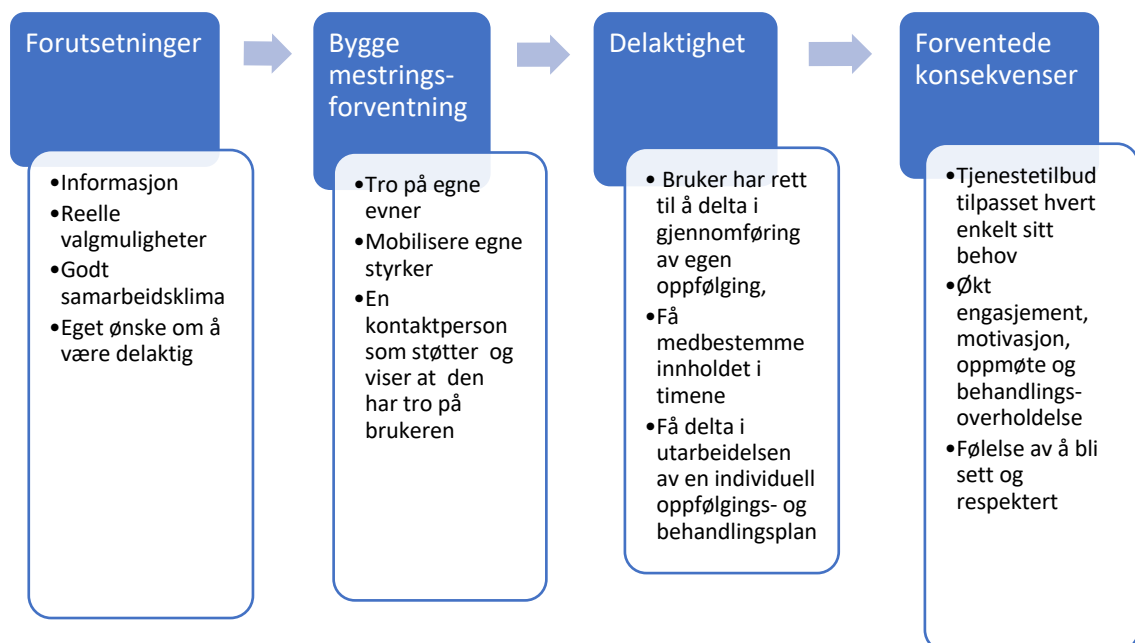 Forutsetninger
•Informasjon
•Reelle
valgmuligheter
•Godt
samarbeidsklima
•Eget ønske om å
være delaktig
Bygge
mestrings-
forventning
•Tro på egne
evner
•Mobilisere egne
styrker
•En
kontaktperson
som støtter og
viser at den
har tro på
brukeren
Delaktighet
• Bruker har rett
til å delta i
gjennomføring
av egen
oppfølging,
•Få
medbestemme
innholdet i
timene
•Få delta i
utarbeidelsen
av en individuell
oppfølgings- og
behandlingsplan
Forventede
konsekvenser
•Tjenestetilbud
tilpasset hvert
enkelt sitt
behov
•Økt
engasjement,
motivasjon,
oppmøte og
behandlings-
overholdelse
•Følelse av å bli
sett og
respektert